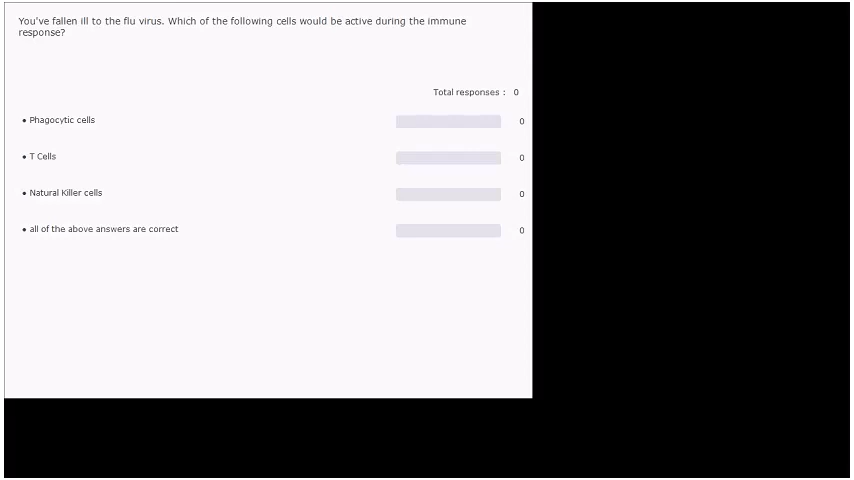 You've fallen ill to the flu virus. Which of the following cells would be active during the immune
response?
Total responses : 0
• Phagocytic cells 0
• T Cells 0
• Natural Killer cells 0
• all of the above answers are correct 0